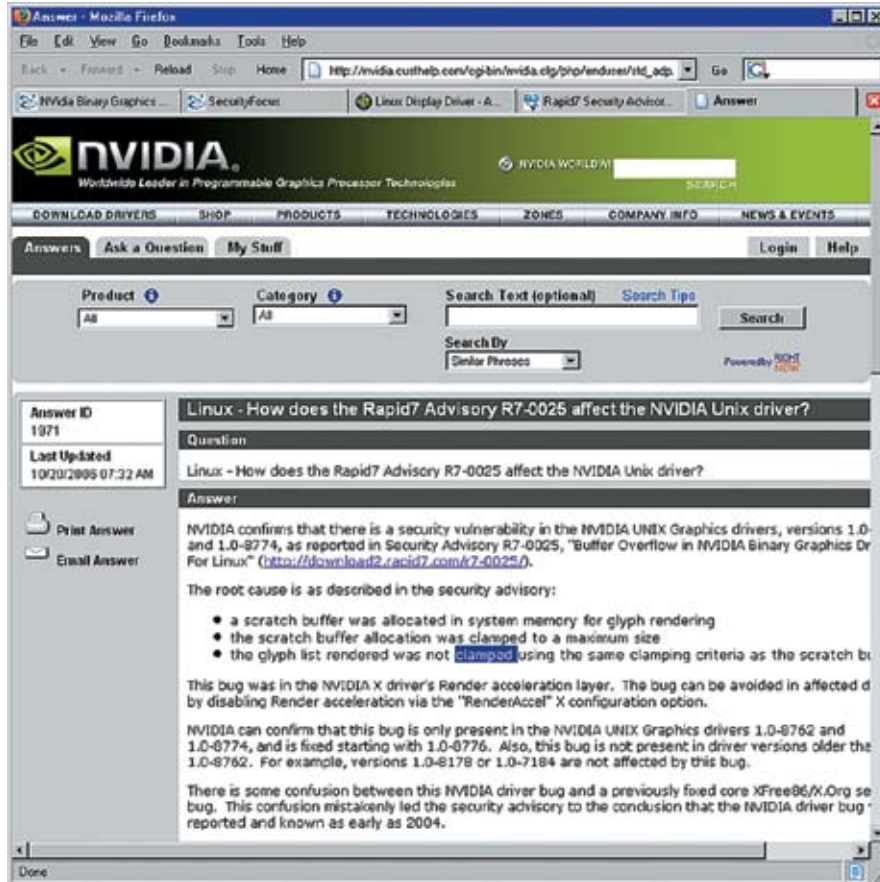 Answer - Mozilla Firefox
File Edit View Go Bookmarks Tools Help
Back Forward Reload Stop Home http://nvidia.custhelp.com/cgi-bin/nvidia.cfg/php/enduser/std_adp. Go
NVidia Binary Graphics ... SecurityFocus Linux Display Driver - A... Rapid7 Security Advisor... Answer
NVIDIA®
Worldwide Leader in Programmable Graphics Processor Technologies
NVIDIA WORLDWI
SEARCH
DOWNLOAD DRIVERS SHOP PRODUCTS TECHNOLOGIES ZONES COMPANY INFO NEWS & EVENTS
Answers Ask a Question My Stuff Login Help
Product Category Search Text (optional) Search Tips
All All Search
Search By
Similar Phrases Powered by RIGHT NOW
Answer ID
1971
Last Updated
10/20/2006 07:32 AM
Print Answer
Email Answer
Linux - How does the Rapid7 Advisory R7-0025 affect the NVIDIA Unix driver?
Question
Linux - How does the Rapid7 Advisory R7-0025 affect the NVIDIA Unix driver?
Answer
NVIDIA confirms that there is a security vulnerability in the NVIDIA UNIX Graphics drivers, versions 1.0-
and 1.0-8774, as reported in Security Advisory R7-0025, "Buffer Overflow in NVIDIA Binary Graphics Dr
For Linux" (http://download2.rapid7.com/r7-0025/).
The root cause is as described in the security advisory:
• a scratch buffer was allocated in system memory for glyph rendering
• the scratch buffer allocation was clamped to a maximum size
• the glyph list rendered was not clamped using the same clamping criteria as the scratch bu
This bug was in the NVIDIA X driver's Render acceleration layer. The bug can be avoided in affected d
by disabling Render acceleration via the "RenderAccel" X configuration option.
NVIDIA can confirm that this bug is only present in the NVIDIA UNIX Graphics drivers 1.0-8762 and
1.0-8774, and is fixed starting with 1.0-8776. Also, this bug is not present in driver versions older tha
1.0-8762. For example, versions 1.0-8178 or 1.0-7184 are not affected by this bug.
There is some confusion between this NVIDIA driver bug and a previously fixed core XFree86/X.Org se
bug. This confusion mistakenly led the security advisory to the conclusion that the NVIDIA driver bug
reported and known as early as 2004.
Done